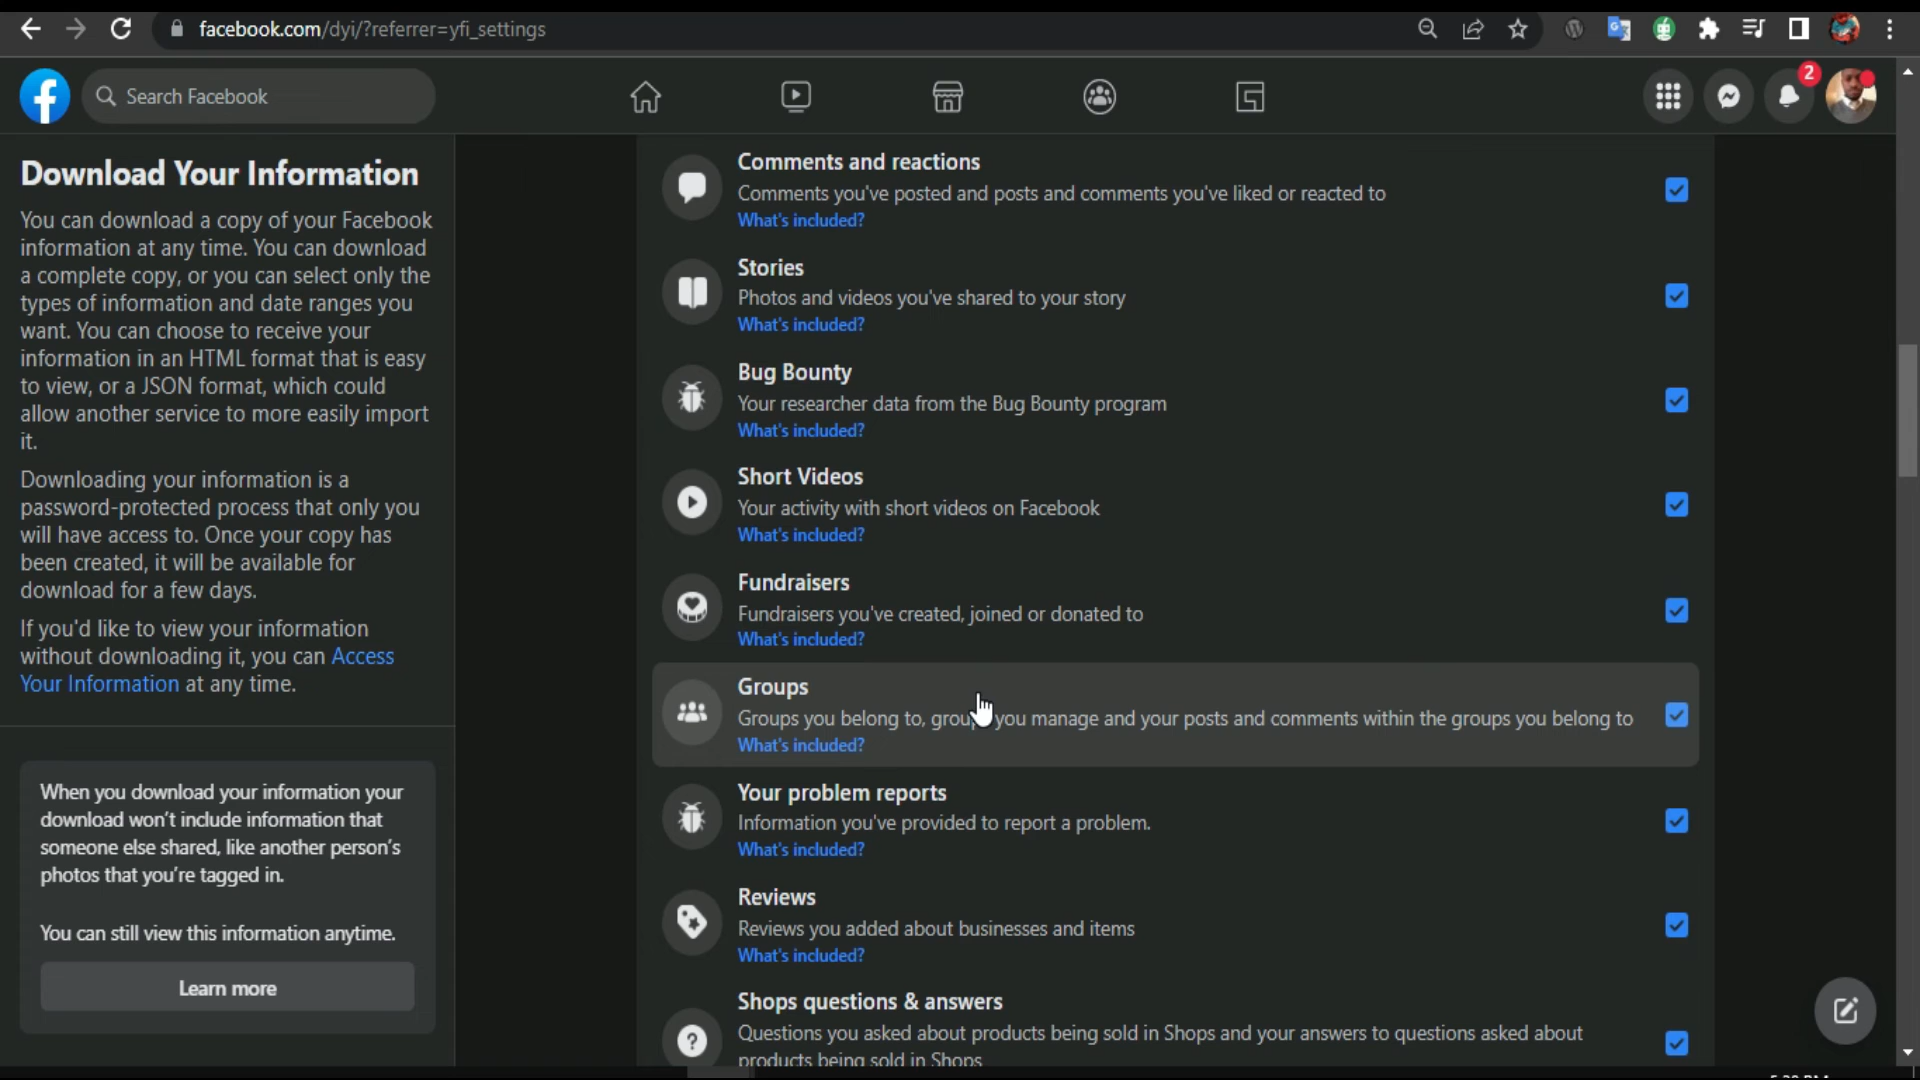 facebook.com/dyi/?referrer=yfi_settings
Search Facebook
2
Download Your Information
You can download a copy of your Facebook
information at any time. You can download
a complete copy, or you can select only the
types of information and date ranges you
want. You can choose to receive your
information in an HTML format that is easy
to view, or a JSON format, which could
allow another service to more easily import
it.
Downloading your information is a
password-protected process that only you
will have access to. Once your copy has
been created, it will be available for
download for a few days.
If you'd like to view your information
without downloading it, you can Access
Your Information at any time.
When you download your information your
download won't include information that
someone else shared, like another person's
photos that you're tagged in.
You can still view this information anytime.
Learn more
Comments and reactions
Comments you've posted and posts and comments you've liked or reacted to
What's included?
Stories
Photos and videos you've shared to your story
What's included?
Bug Bounty
Your researcher data from the Bug Bounty program
What's included?
Short Videos
Your activity with short videos on Facebook
What's included?
Fundraisers
Fundraisers you've created, joined or donated to
What's included?
Groups
Groups you belong to, groups you manage and your posts and comments within the groups you belong to
What's included?
Your problem reports
Information you've provided to report a problem.
What's included?
Reviews
Reviews you added about businesses and items
What's included?
Shops questions & answers
Questions you asked about products being sold in Shops and your answers to questions asked about
products being sold in Shops